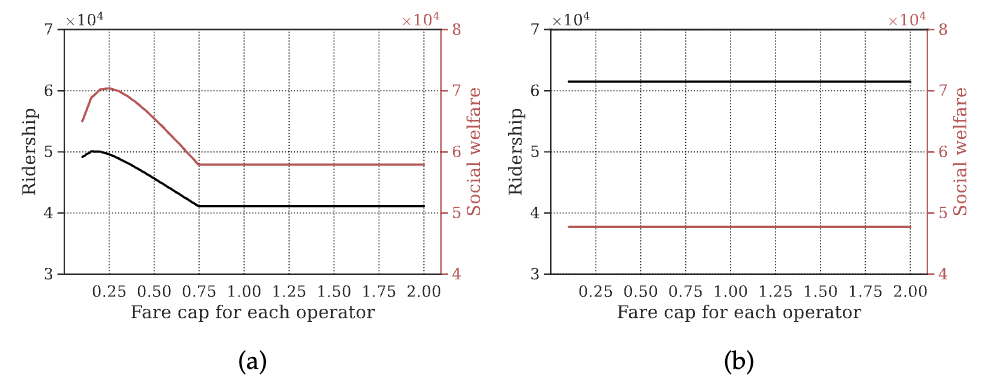 ×10⁴ ×10⁴
7 8
6 7
5 6
4 5
3 4
Ridership
Social welfare
0.25 0.50 0.75 1.00 1.25 1.50 1.75 2.00
Fare cap for each operator
(a)
×10⁴ ×10⁴
7 8
6 7
5 6
4 5
3 4
Ridership
Social welfare
0.25 0.50 0.75 1.00 1.25 1.50 1.75 2.00
Fare cap for each operator
(b)